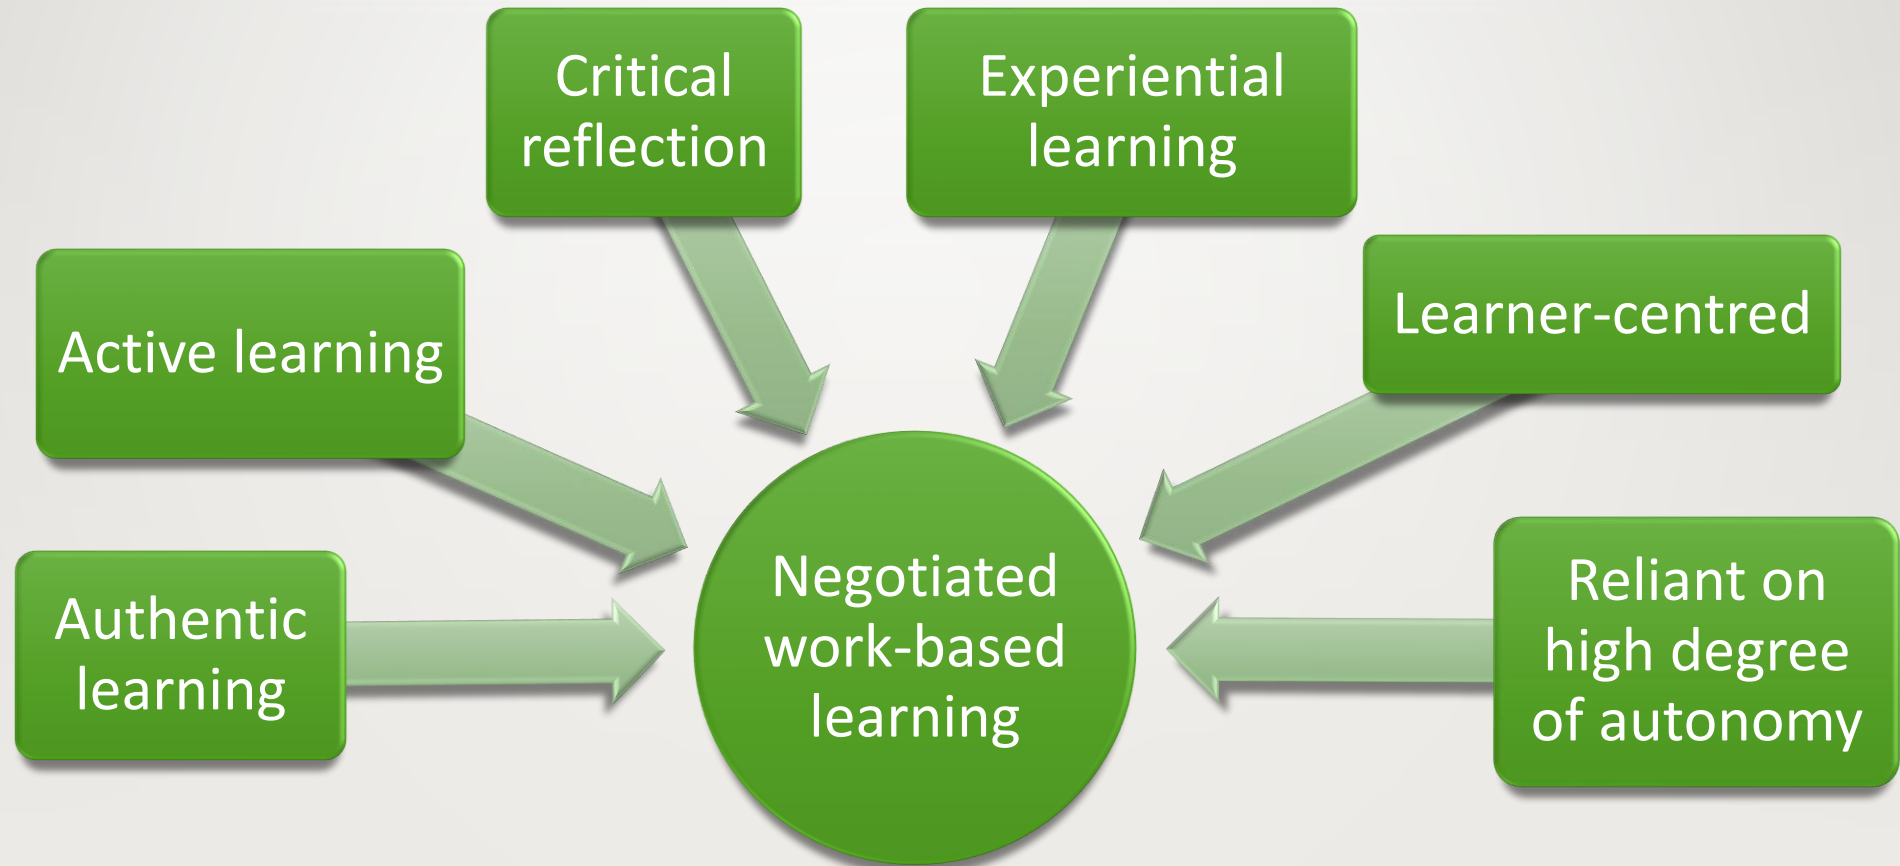 Critical
reflection
Experiential
learning
Active learning
Learner-centred
Authentic
learning
Negotiated
work-based
learning
Reliant on
high degree
of autonomy